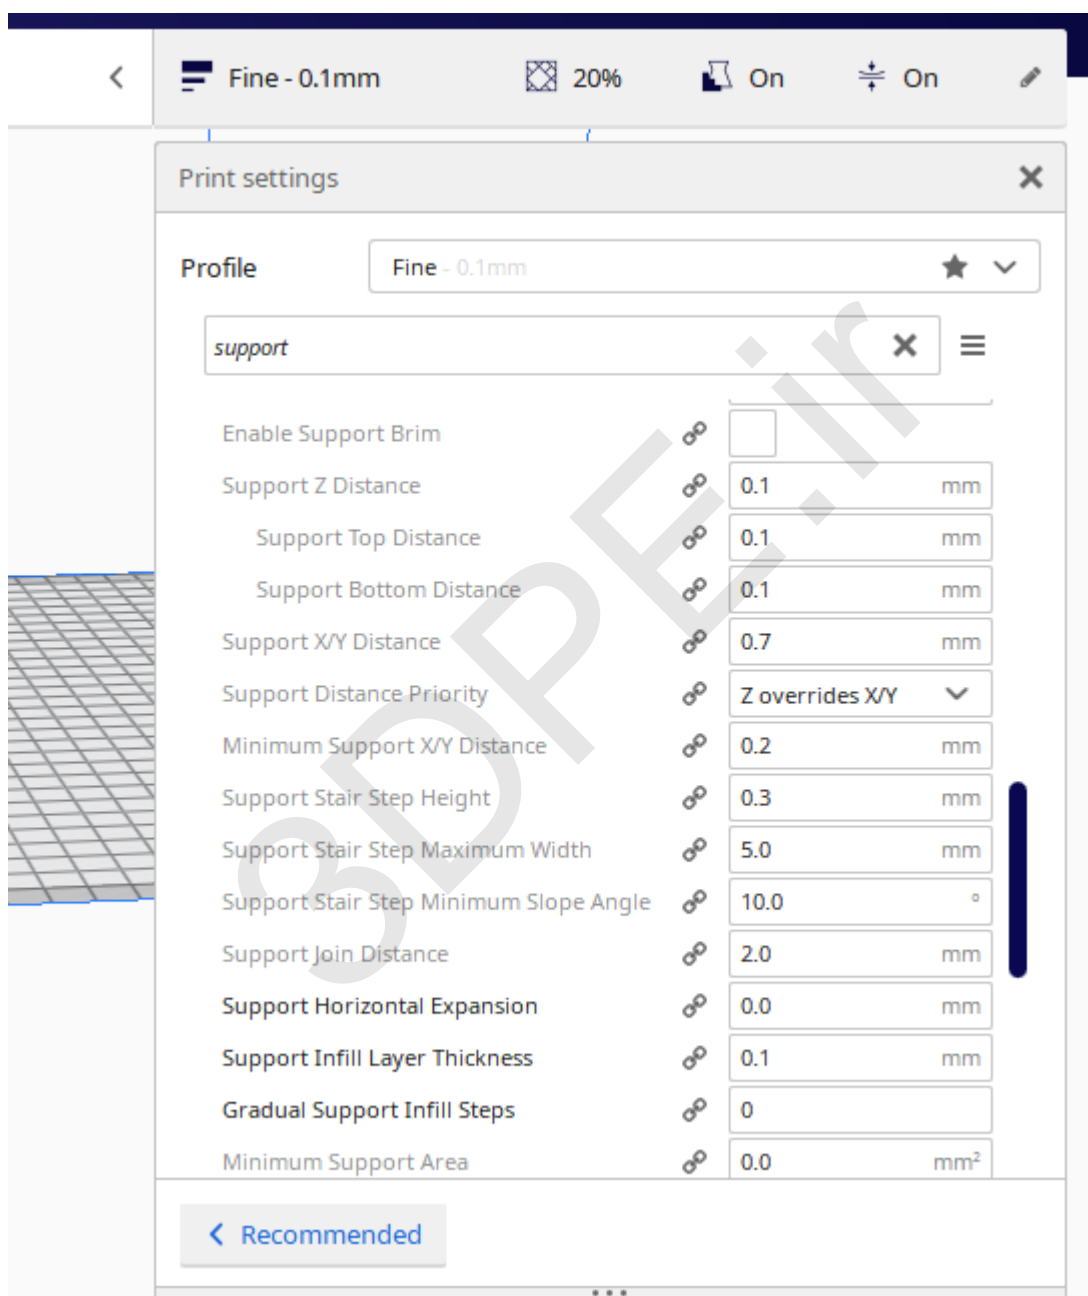 Fine - 0.1mm 20% On On
Print settings
Profile Fine - 0.1mm
support
Enable Support Brim
Support Z Distance 0.1 mm
Support Top Distance 0.1 mm
Support Bottom Distance 0.1 mm
Support X/Y Distance 0.7 mm
Support Distance Priority Z overrides X/Y
Minimum Support X/Y Distance 0.2 mm
Support Stair Step Height 0.3 mm
Support Stair Step Maximum Width 5.0 mm
Support Stair Step Minimum Slope Angle 10.0 °
Support Join Distance 2.0 mm
Support Horizontal Expansion 0.0 mm
Support Infill Layer Thickness 0.1 mm
Gradual Support Infill Steps 0
Minimum Support Area 0.0 mm²
Recommended
3DPE.ir